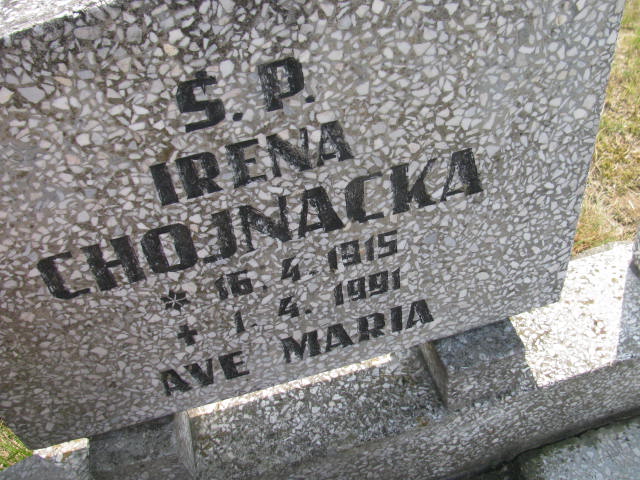 Ś. P.
IRENA
CHOJNACKA
* 16. 4. 1915
+ 1. 4. 1991
AVE MARIA